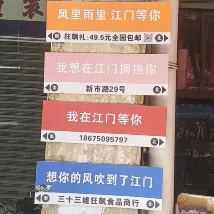 风里雨里 江门等你
狂飙礼:49.5元全国包邮
我想在江门拥抱你
新市路29号
我在江门等你
18675095797
想你的风吹到了江门
三十三墟狂飙食品商行